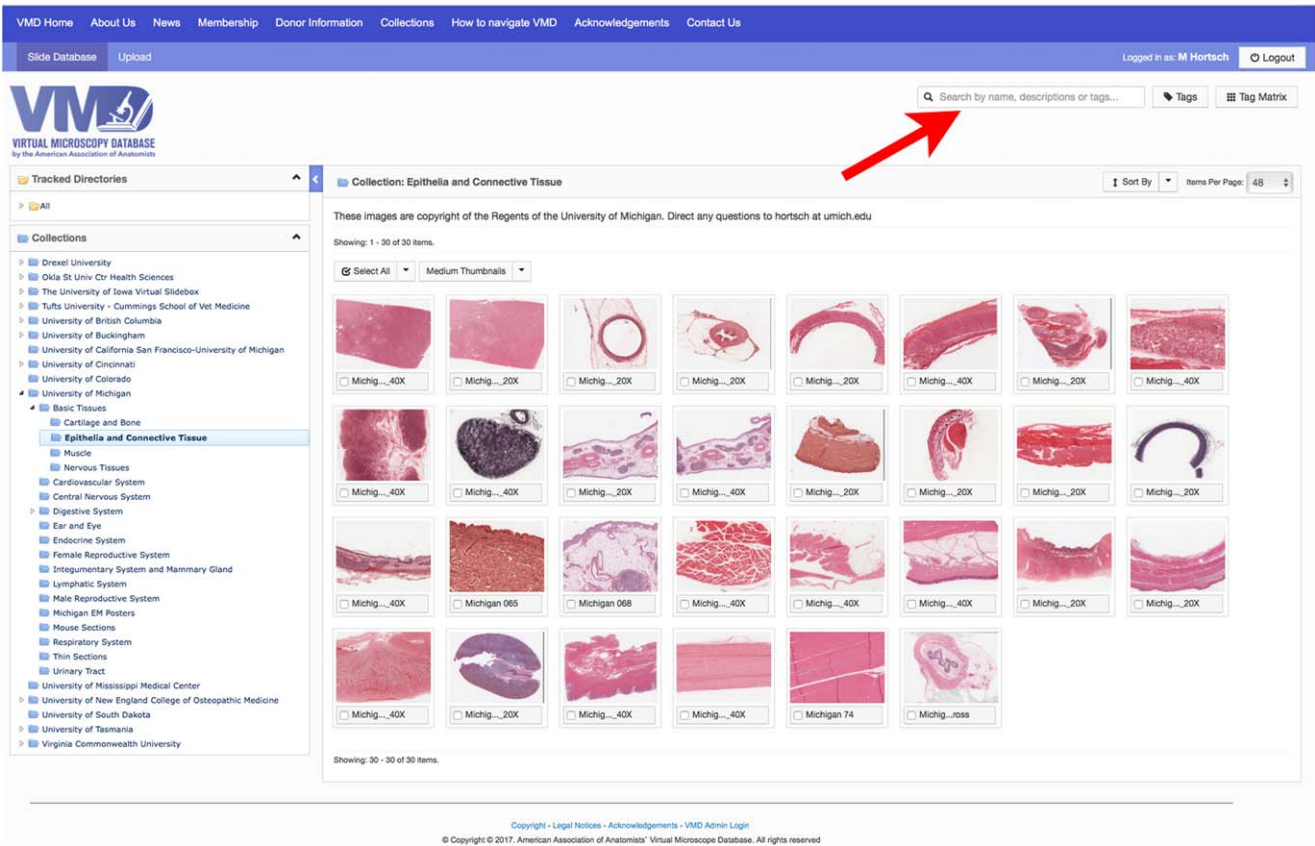 VMD Home About Us News Membership Donor Information Collections How to navigate VMD Acknowledgements Contact Us
Slide Database Upload Logged in as: M Hortsch Logout
VMD
VIRTUAL MICROSCOPY DATABASE
by the American Association of Anatomists
Search by name, descriptions or tags... Tags Tag Matrix
Tracked Directories
All
Collections
Drexel University
Okla St Univ Ctr Health Sciences
The University of Iowa Virtual Slidebox
Tufts University - Cummings School of Vet Medicine
University of British Columbia
University of Buckingham
University of California San Francisco-University of Michigan
University of Cincinnati
University of Colorado
University of Michigan
Basic Tissues
Cartilage and Bone
Epithelia and Connective Tissue
Muscle
Nervous Tissues
Cardiovascular System
Central Nervous System
Digestive System
Ear and Eye
Endocrine System
Female Reproductive System
Integumentary System and Mammary Gland
Lymphatic System
Male Reproductive System
Michigan EM Posters
Mouse Sections
Respiratory System
Thin Sections
Urinary Tract
University of Mississippi Medical Center
University of New England College of Osteopathic Medicine
University of South Dakota
University of Tasmania
Virginia Commonwealth University
Collection: Epithelia and Connective Tissue Sort By Items Per Page: 48
These images are copyright of the Regents of the University of Michigan. Direct any questions to hortsch at umich.edu
Showing: 1 - 30 of 30 items.
Select All Medium Thumbnails
Michig..._40X Michig..._20X Michig..._20X Michig..._20X Michig..._20X Michig..._40X Michig..._20X Michig..._40X
Michig..._40X Michig..._40X Michig..._20X Michig..._40X Michig..._20X Michig..._20X Michig..._20X Michig..._20X
Michig..._40X Michigan 065 Michigan 068 Michig..._40X Michig..._40X Michig..._40X Michig..._20X Michig..._20X
Michig..._40X Michig..._20X Michig..._40X Michig..._40X Michigan 74 Michig...ross
Showing: 30 - 30 of 30 items.
Copyright - Legal Notices - Acknowledgements - VMD Admin Login
© Copyright © 2017. American Association of Anatomists' Virtual Microscope Database. All rights reserved